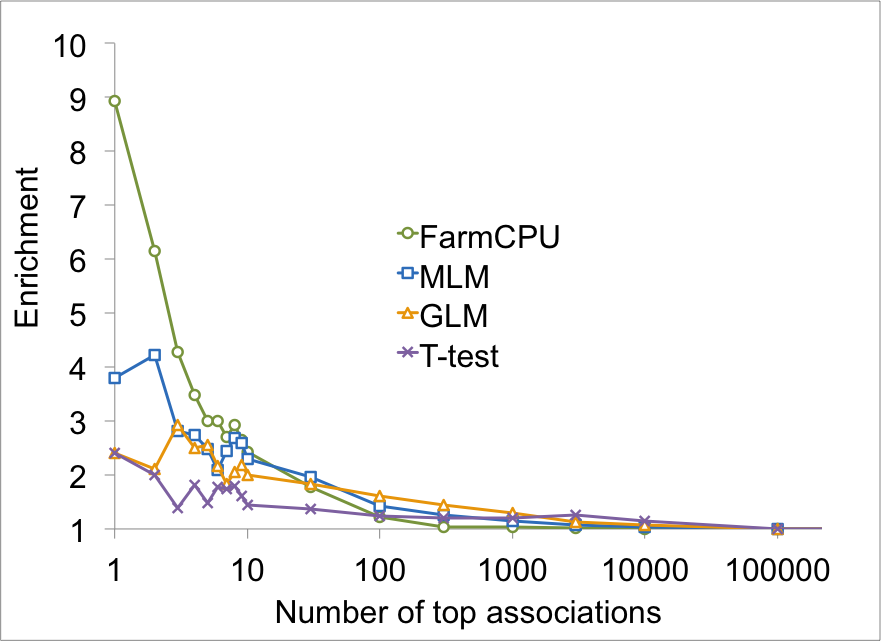 10
9
8
7
6
5
4
3
2
1
Enrichment
FarmCPU
MLM
GLM
T-test
1 10 100 1000 10000 100000
Number of top associations